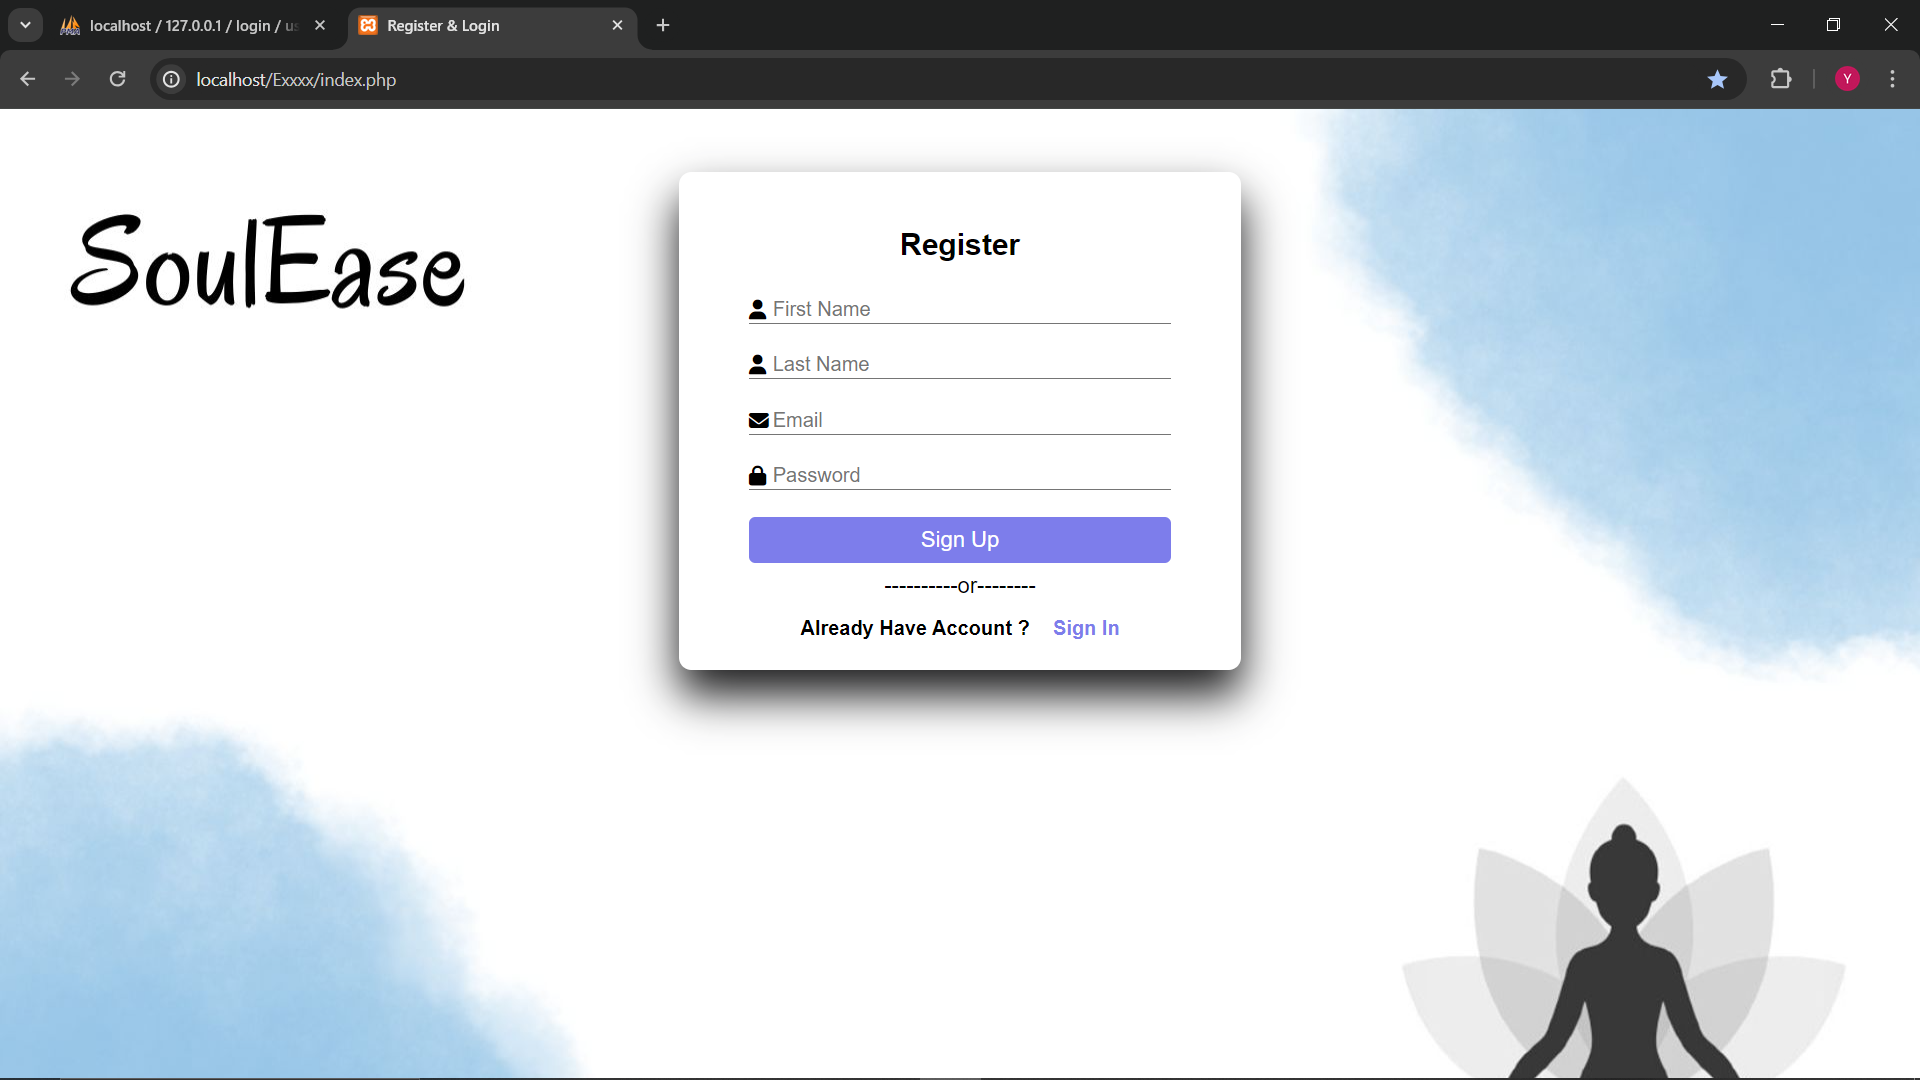 localhost / 127.0.0.1 / login / us
Register & Login
localhost/Exxxx/index.php
Y
SoulEase
Register
First Name
Last Name
Email
Password
Sign Up
----------or--------
Already Have Account ? Sign In